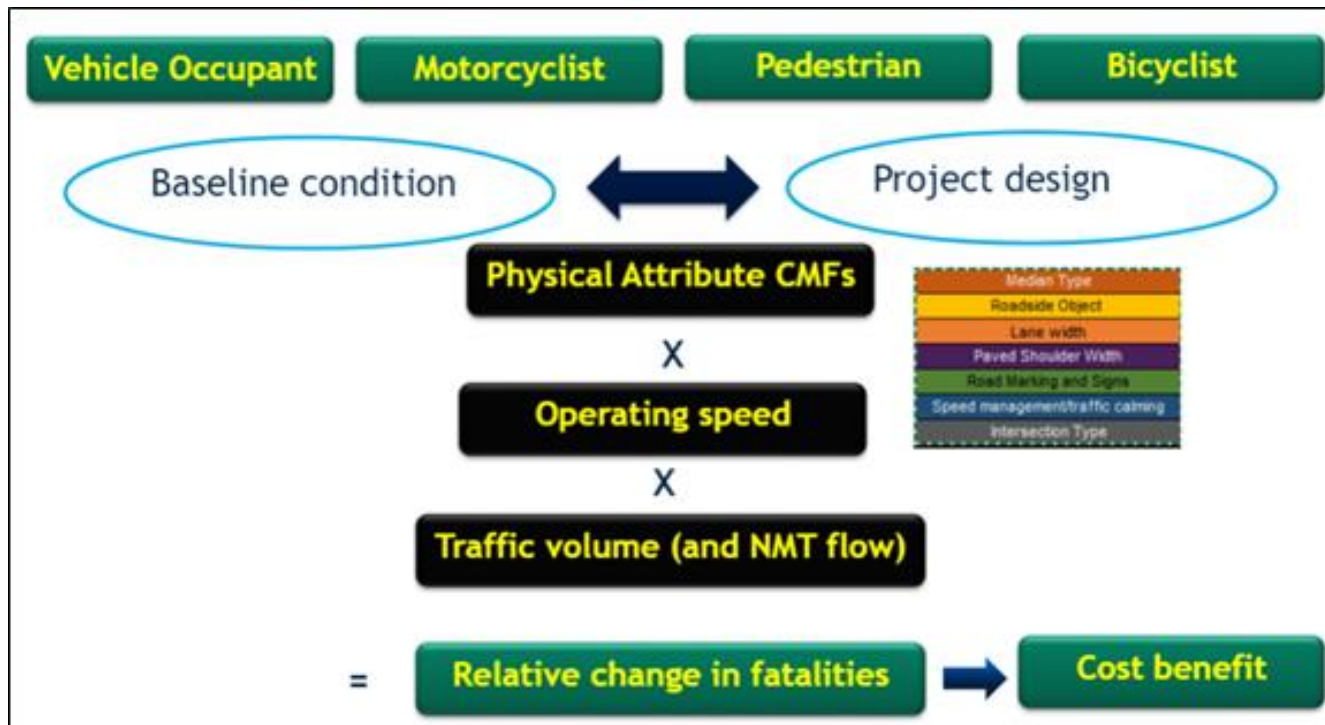 Vehicle Occupant
Motorcyclist
Pedestrian
Bicyclist
Baseline condition
Project design
Physical Attribute CMFs
Median Type
Roadside Object
Lane width
Paved Shoulder Width
Road Marking and Signs
Speed management/traffic calming
Intersection Type
X
Operating speed
X
Traffic volume (and NMT flow)
= Relative change in fatalities
Cost benefit